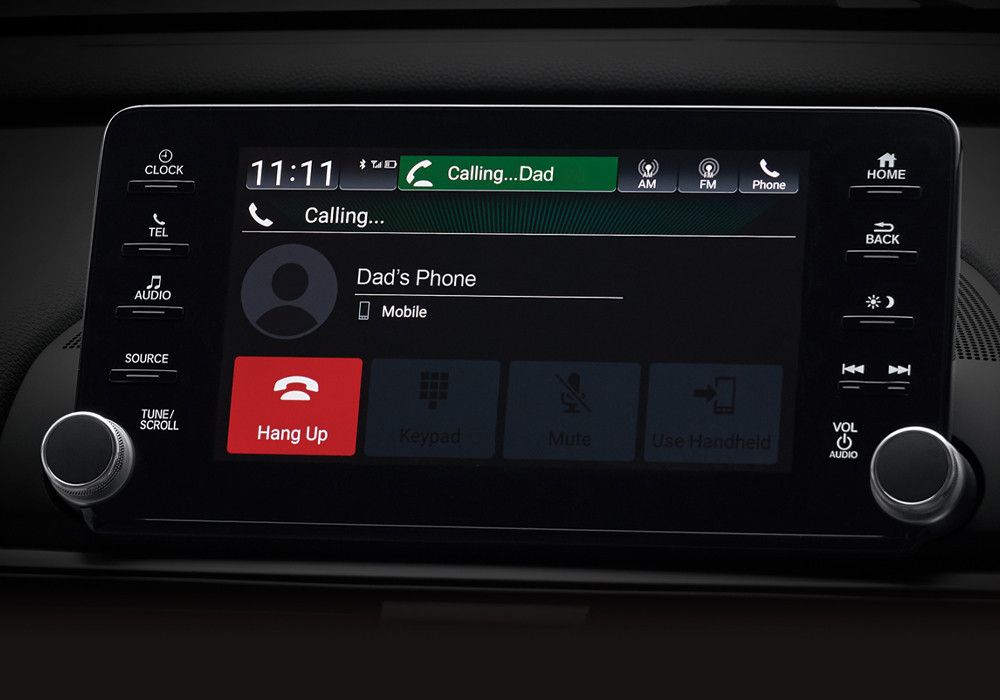 CLOCK
TEL
AUDIO
SOURCE
TUNE/
SCROLL
11:11
Calling...Dad
AM
FM
Phone
Calling...
Dad's Phone
Mobile
Hang Up
Keypad
Mute
Use Handheld
HOME
BACK
VOL
AUDIO